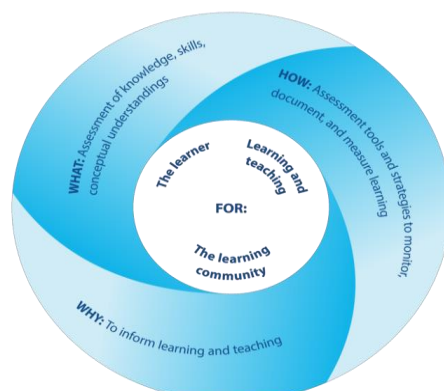 WHAT: Assessment of knowledge, skills,
conceptual understandings
HOW: Assessment tools and strategies to monitor,
document, and measure learning
The learner
Learning and
teaching
FOR:
The learning
community
WHY: To inform learning and teaching